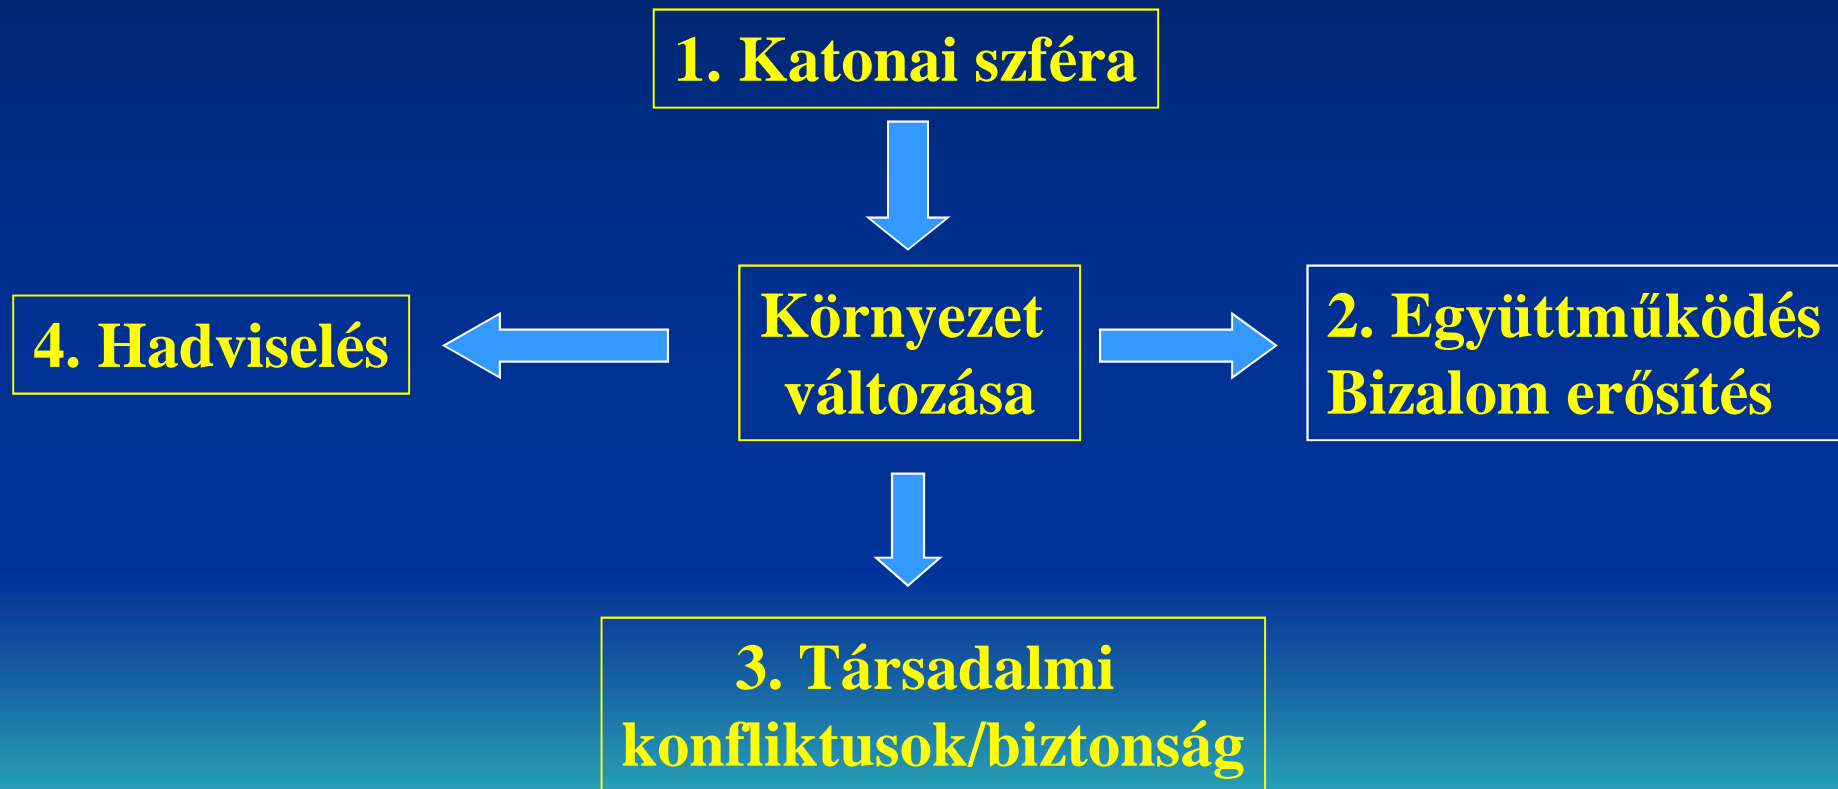 1. Katonai szféra
4. Hadviselés
Környezet
változása
2. Együttműködés
Bizalom erősítés
3. Társadalmi
konfliktusok/biztonság